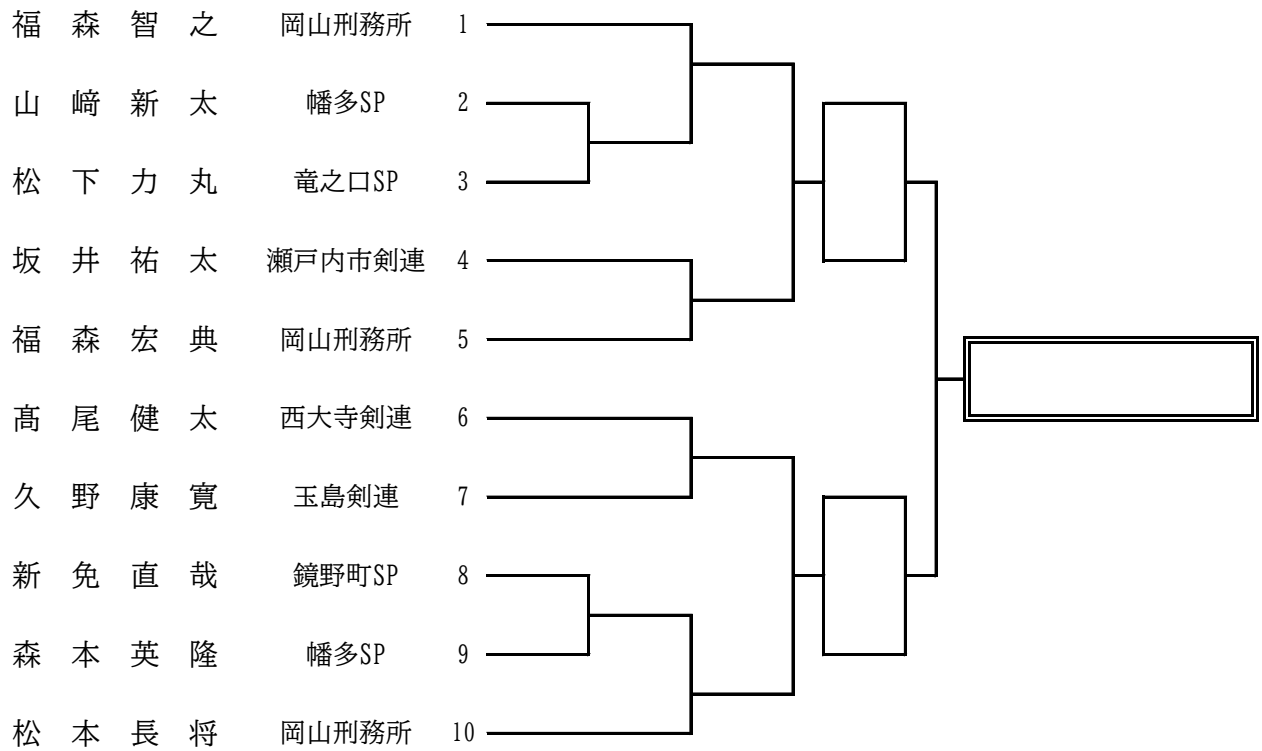 福森智之 岡山刑務所 1
山﨑新太 幡多SP 2
松下力丸 竜之口SP 3
坂井祐太 瀬戸内市剣連 4
福森宏典 岡山刑務所 5
髙尾健太 西大寺剣連 6
久野康寛 玉島剣連 7
新免直哉 鏡野町SP 8
森本英隆 幡多SP 9
松本長将 岡山刑務所 10